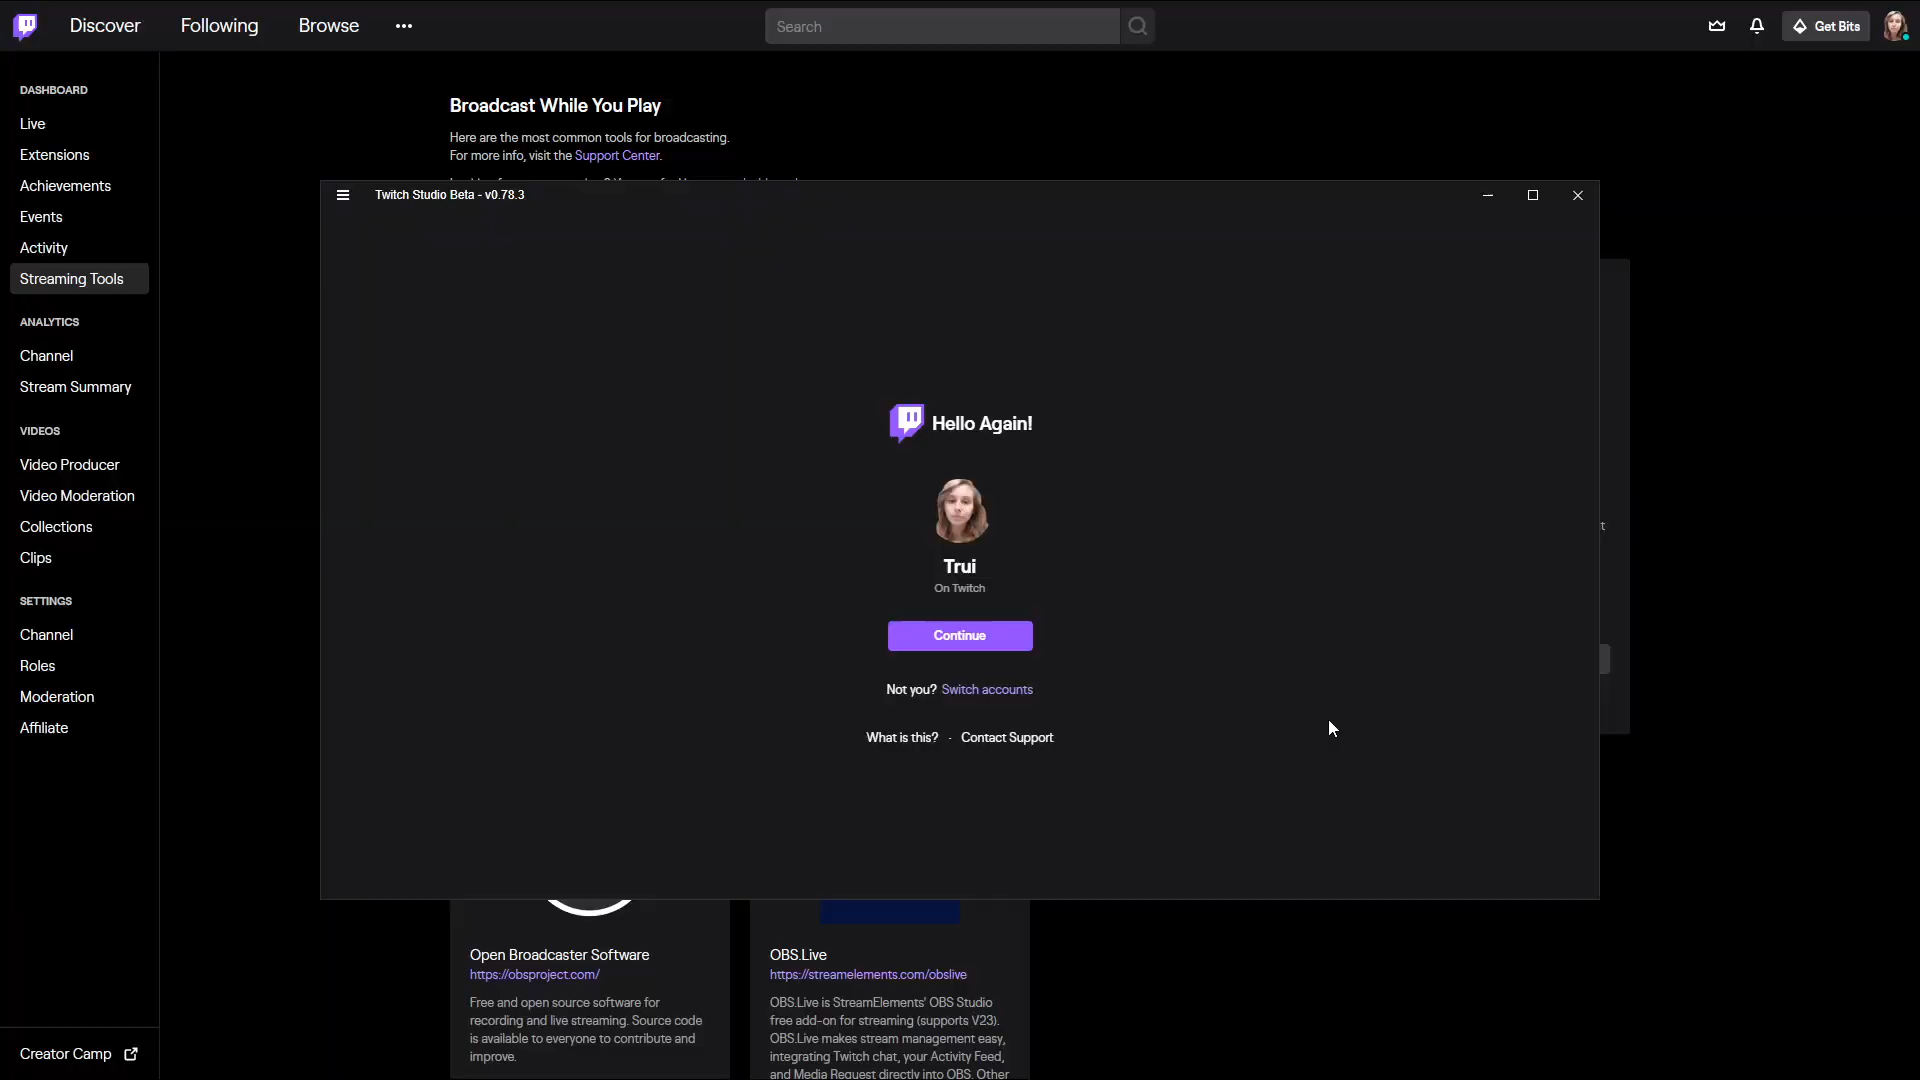 Discover
Following
Browse
Search
Get Bits
DASHBOARD
Live
Extensions
Achievements
Events
Activity
Streaming Tools
ANALYTICS
Channel
Stream Summary
VIDEOS
Video Producer
Video Moderation
Collections
Clips
SETTINGS
Channel
Roles
Moderation
Affiliate
Creator Camp
Broadcast While You Play
Here are the most common tools for broadcasting.
For more info, visit the Support Center.
Twitch Studio Beta - v0.78.3
Hello Again!
Trui
On Twitch
Continue
Not you? Switch accounts
What is this? · Contact Support
Open Broadcaster Software
https://obsproject.com/
Free and open source software for
recording and live streaming. Source code
is available to everyone to contribute and
improve.
OBS.Live
https://streamelements.com/obslive
OBS.Live is StreamElements' OBS Studio
free add-on for streaming (supports V23).
OBS.Live makes stream management easy,
integrating Twitch chat, your Activity Feed,
and Media Request directly into OBS. Other